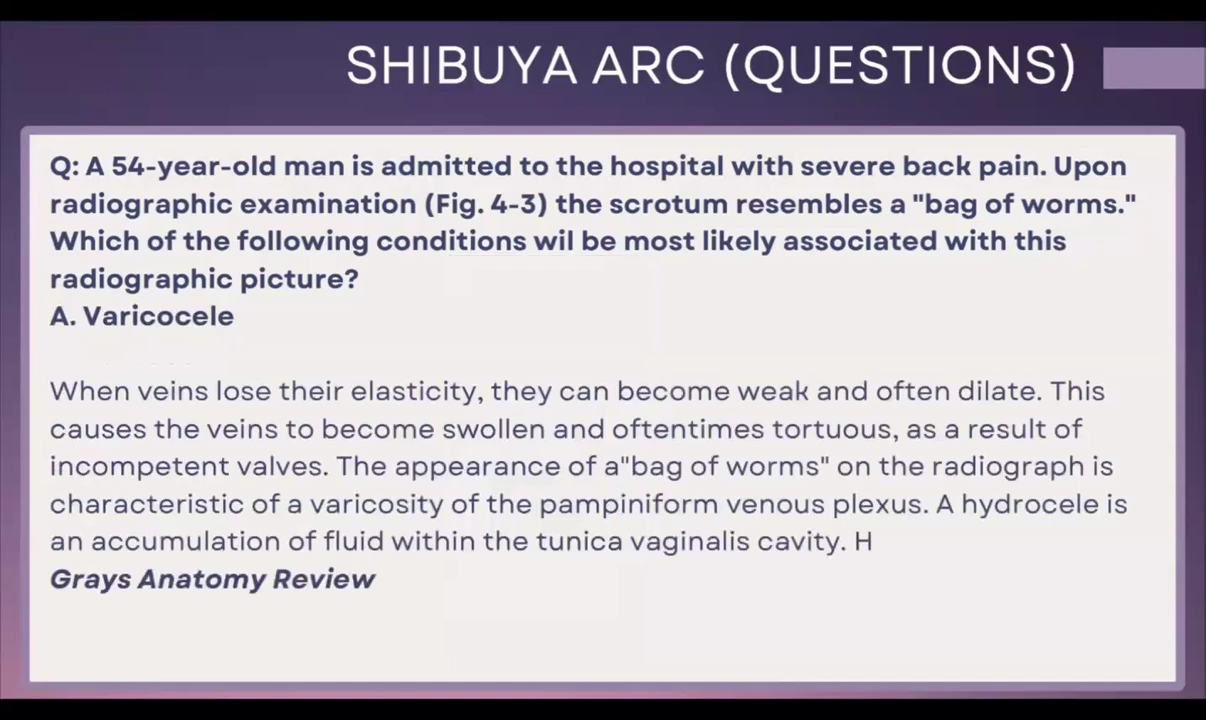 SHIBUYA ARC (QUESTIONS)
Q: A 54-year-old man is admitted to the hospital with severe back pain. Upon
radiographic examination (Fig. 4-3) the scrotum resembles a "bag of worms."
Which of the following conditions wil be most likely associated with this
radiographic picture?
A. Varicocele
When veins lose their elasticity, they can become weak and often dilate. This
causes the veins to become swollen and oftentimes tortuous, as a result of
incompetent valves. The appearance of a"bag of worms" on the radiograph is
characteristic of a varicosity of the pampiniform venous plexus. A hydrocele is
an accumulation of fluid within the tunica vaginalis cavity. H
Grays Anatomy Review